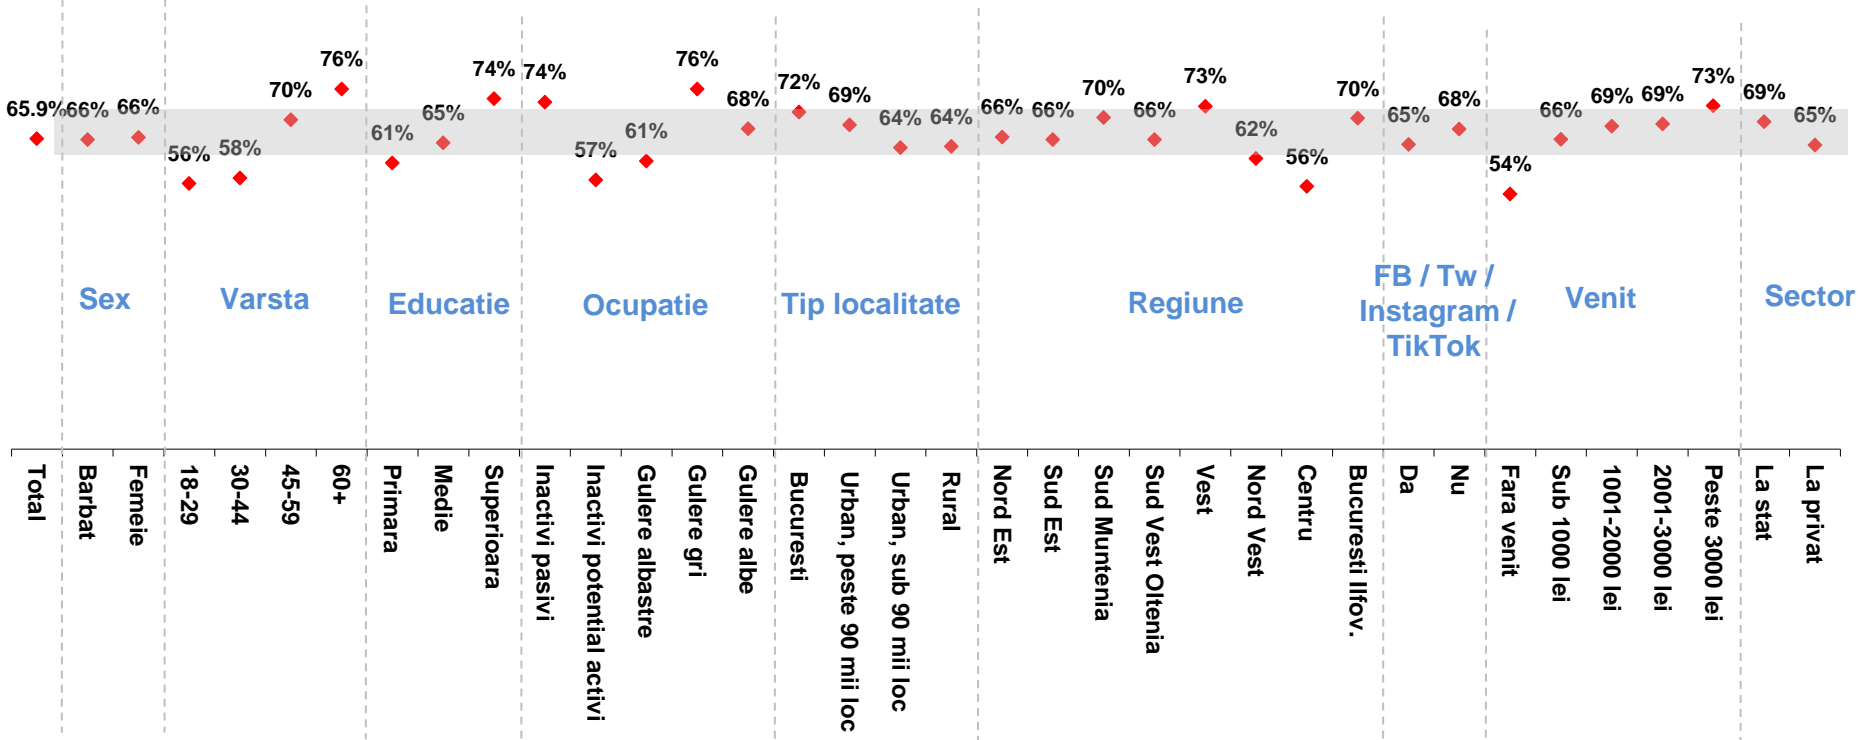 65.9%
66%
66%
56%
58%
70%
76%
61%
65%
74%
74%
57%
61%
76%
68%
72%
69%
64%
64%
66%
66%
70%
66%
73%
62%
56%
70%
65%
68%
54%
66%
69%
69%
73%
69%
65%
Sex
Varsta
Educatie
Ocupatie
Tip localitate
Regiune
FB / Tw /
Instagram /
TikTok
Venit
Sector
Total
Barbat
Femeie
18-29
30-44
45-59
60+
Primara
Medie
Superioara
Inactivi pasivi
Inactivi potential activi
Gulere albastre
Gulere gri
Gulere albe
Bucuresti
Urban, peste 90 mii loc
Urban, sub 90 mii loc
Rural
Nord Est
Sud Est
Sud Muntenia
Sud Vest Oltenia
Vest
Nord Vest
Centru
Bucuresti Ilfov.
Da
Nu
Fara venit
Sub 1000 lei
1001-2000 lei
2001-3000 lei
Peste 3000 lei
La stat
La privat